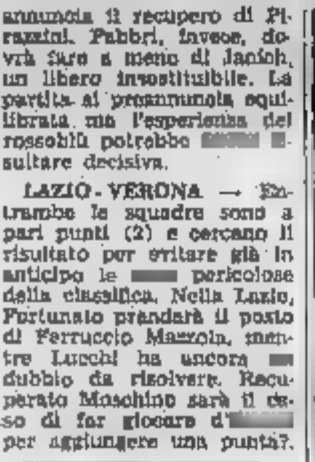 annuncia il recupero di Pi-
razzini. Fabbri, invece, do-
vrà fare a meno di Janich,
un libero insostituibile. La
partita si preannuncia equi-
librata ma l'esperienza dei
rossoblù potrebbe
sultare decisiva.
LAZIO - VERONA — En-
trambe le squadre sono a
pari punti (2) e cercano il
risultato per evitare già in
anticipo le pericolose
della classifica. Nella Lazio,
Fortunato prenderà il posto
di Ferruccio Mazzola, men-
tre Lucchi ha ancora
dubbio da risolvere. Recu-
perato Moschino sarà il ca-
so di far giocare
per aggiungere una punta?.